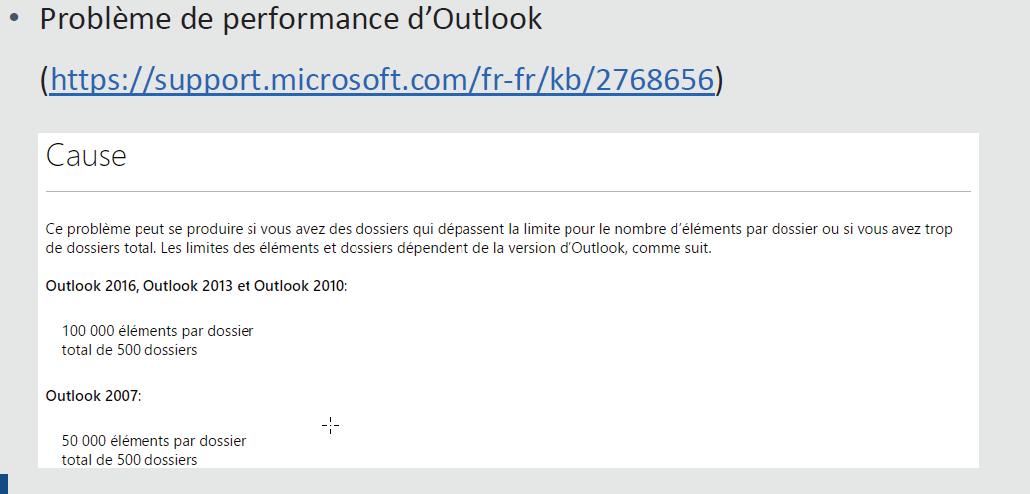 • Problème de performance d’Outlook
(https://support.microsoft.com/fr-fr/kb/2768656)
Cause
Ce problème peut se produire si vous avez des dossiers qui dépassent la limite pour le nombre d’éléments par dossier ou si vous avez trop
de dossiers total. Les limites des éléments et dossiers dépendent de la version d’Outlook, comme suit.
Outlook 2016, Outlook 2013 et Outlook 2010:
100 000 éléments par dossier
total de 500 dossiers
Outlook 2007:
50 000 éléments par dossier
total de 500 dossiers